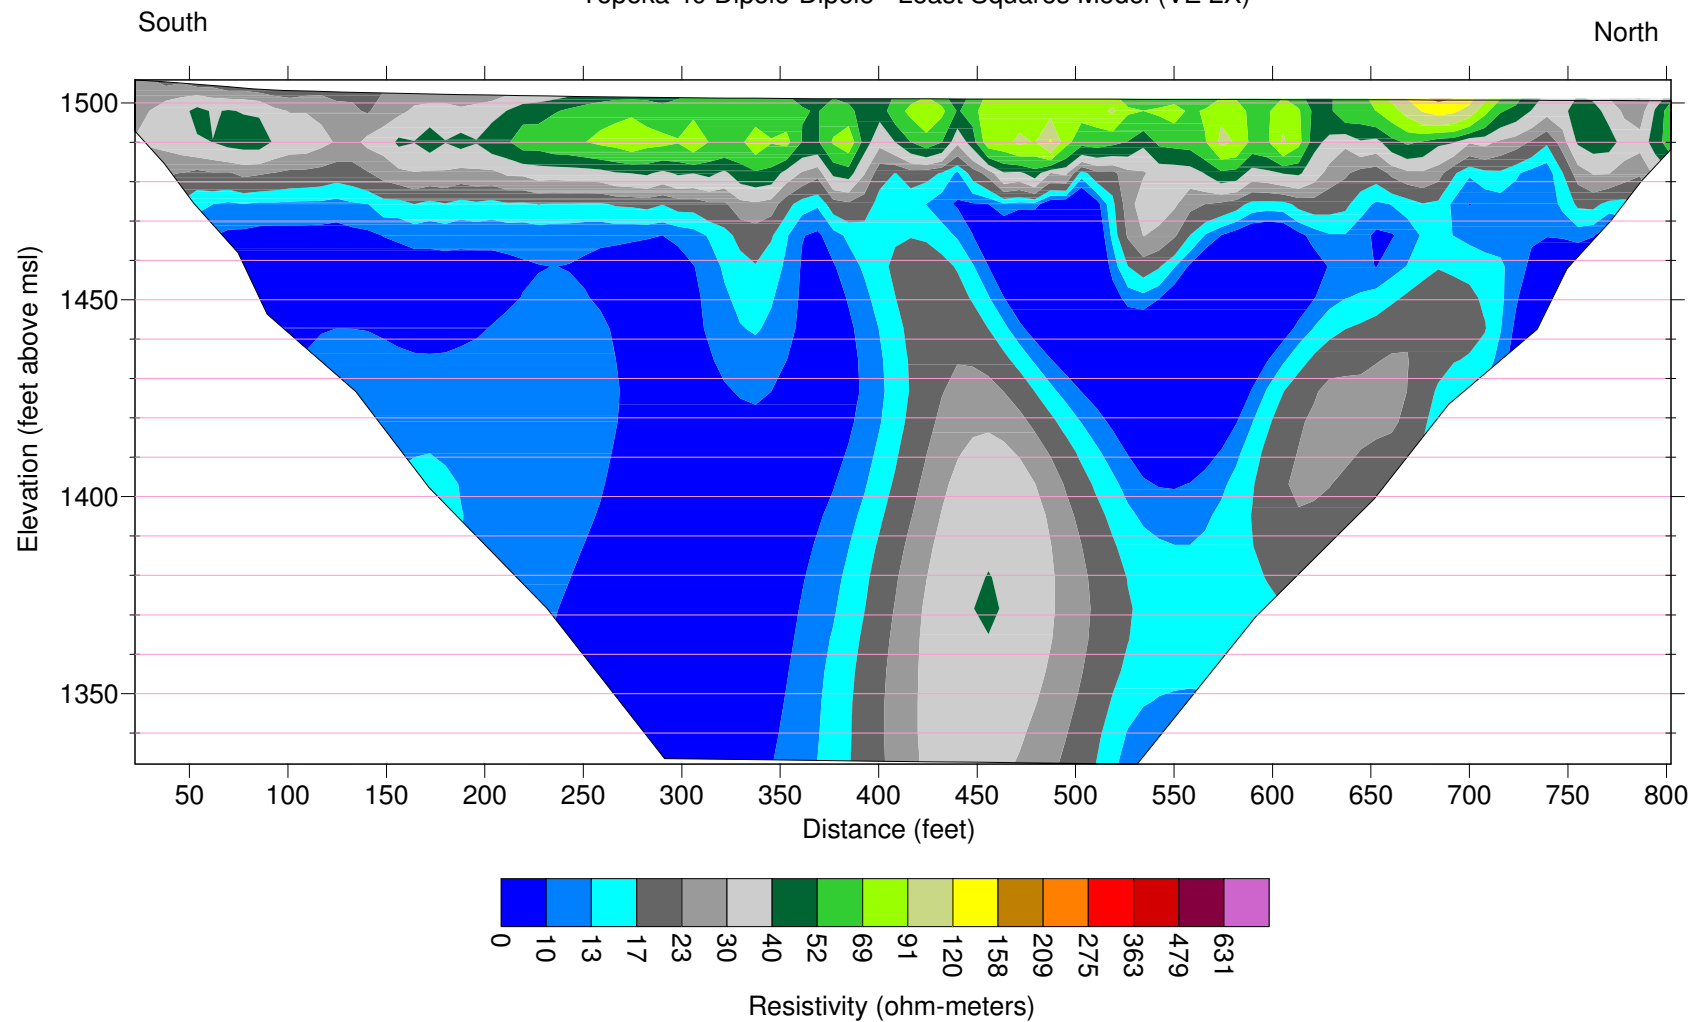 South
North
1500
1450
1400
1350
Elevation (feet above msl)
50 100 150 200 250 300 350 400 450 500 550 600 650 700 750 800
Distance (feet)
0 10 13 17 23 30 40 52 69 91 120 158 209 275 363 479 631
Resistivity (ohm-meters)